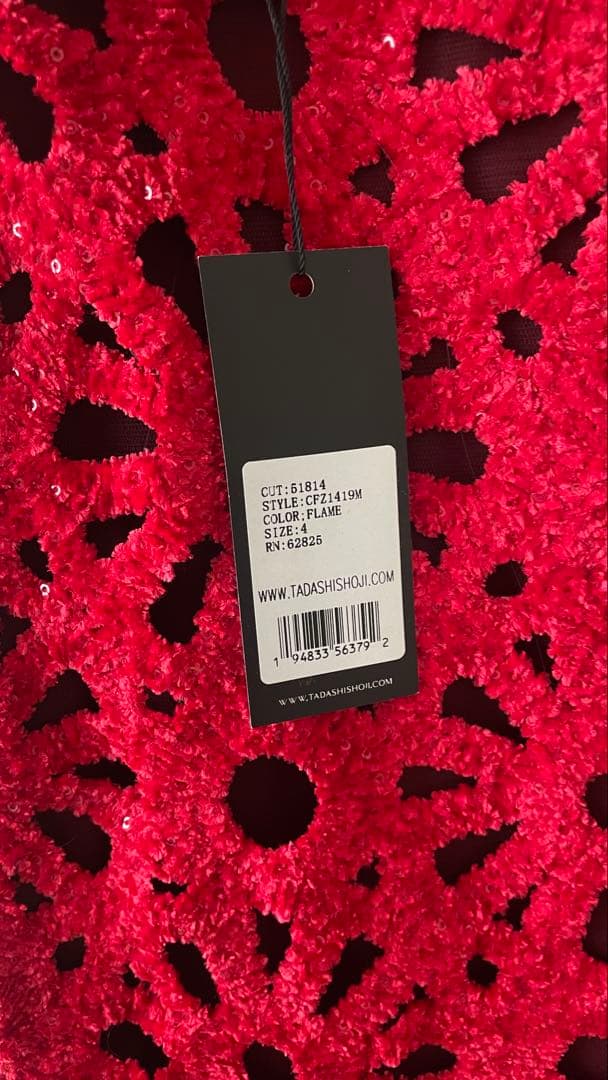 CUT:51814
STYLE:CFZ1419M
COLOR:FLAME
SIZE:4
RN:62825
WWW.TADASHISHOJI.COM
1 94833 56379 2
WWW.TADASHISHOJI.COM